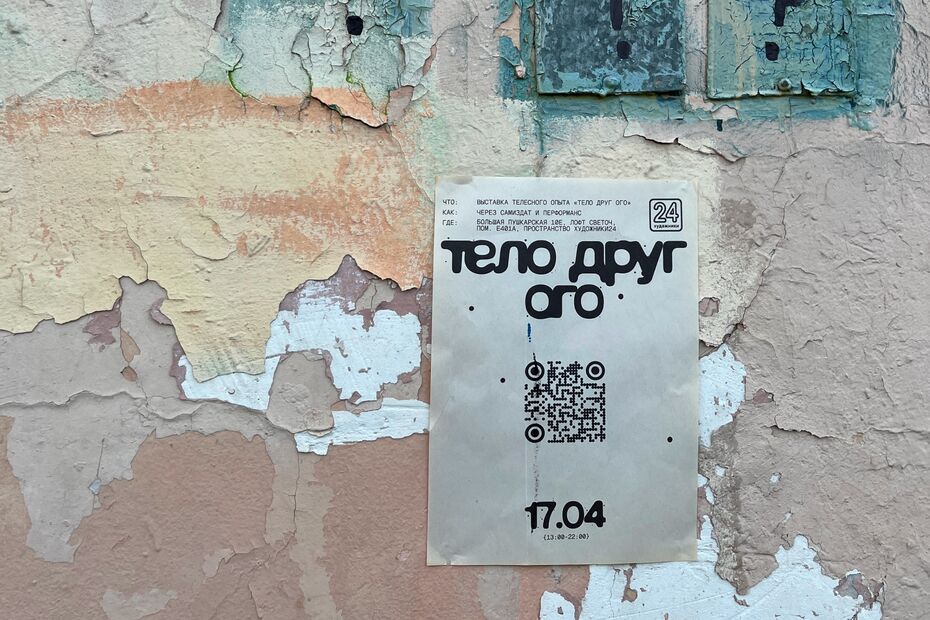 ЧТО: ВЫСТАВКА ТЕЛЕСНОГО ОПЫТА «ТЕЛО ДРУГ ОГО»
КАК: ЧЕРЕЗ САМИЗДАТ И ПЕРФОРМАНС
ГДЕ: БОЛЬШАЯ ПУШКАРСКАЯ 10Е, ЛОФТ СВЕТОЧ,
ПОМ. Б401А, ПРОСТРАНСТВО ХУДОЖНИКИ24
24
художники
тело друг
ого
17.04
(13:00-22:00)